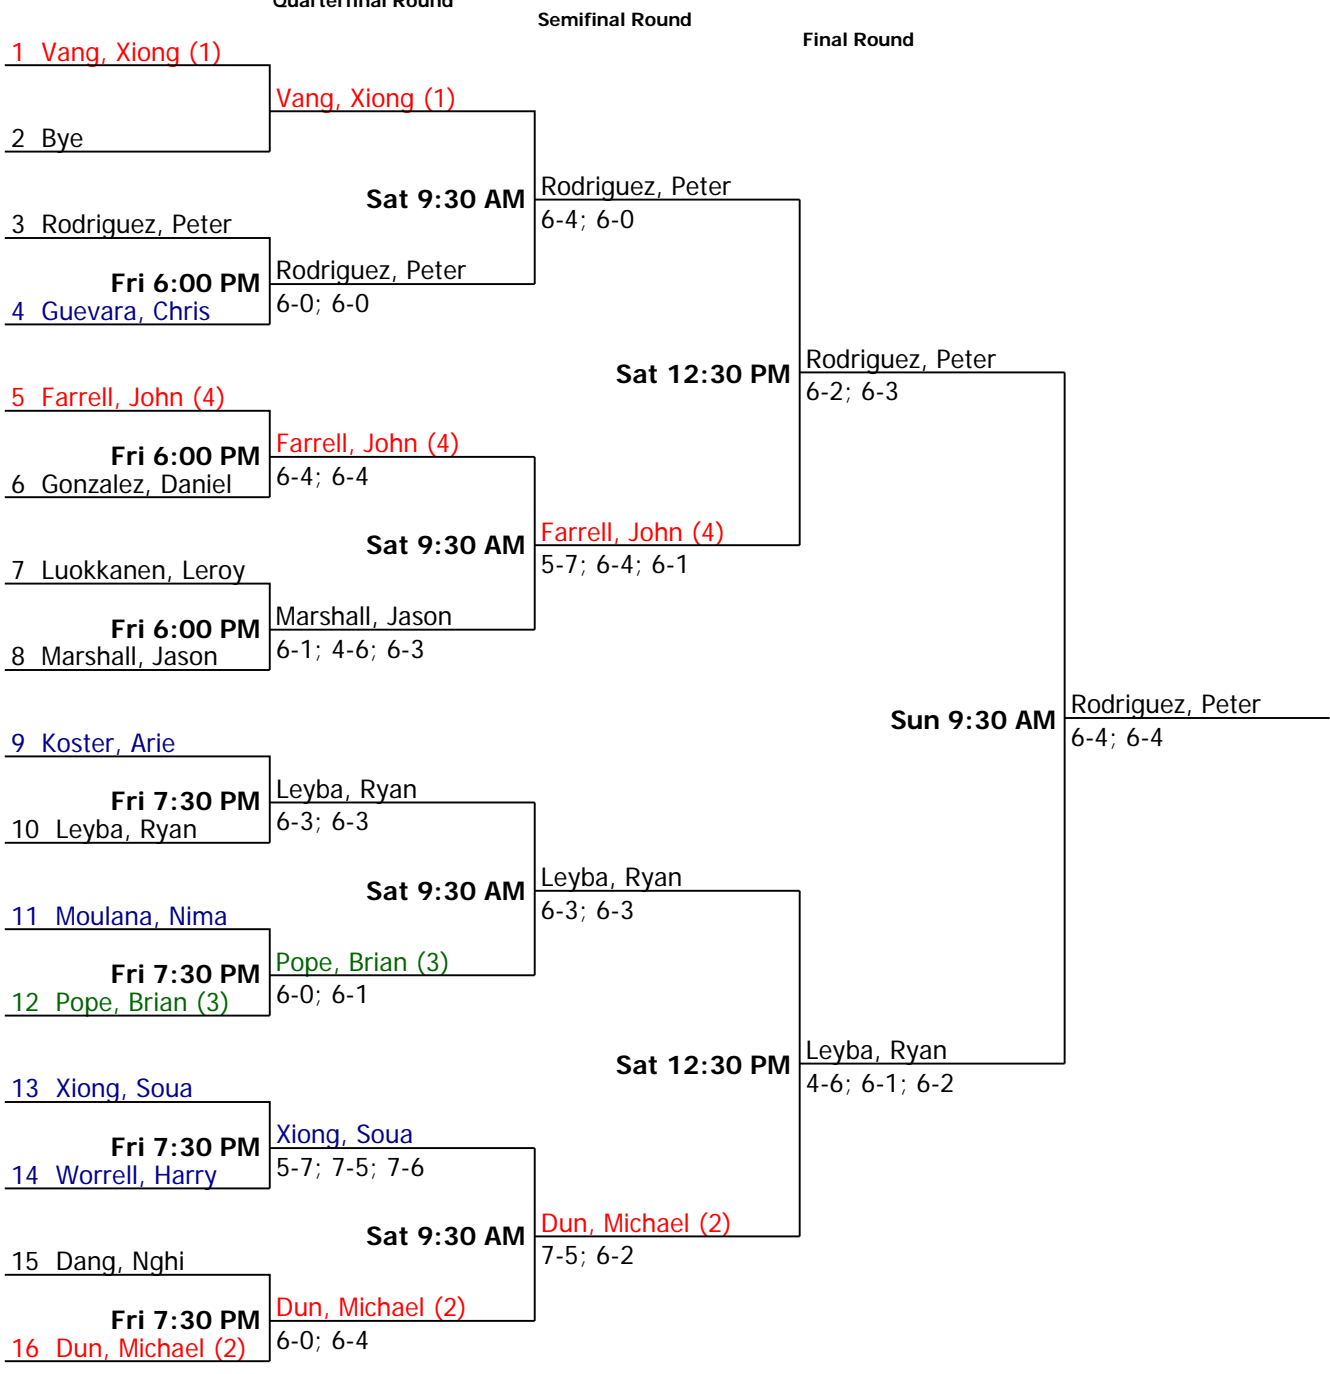 Quarterfinal Round
Semifinal Round
Final Round
1 Vang, Xiong (1)
Vang, Xiong (1)
2 Bye
Sat 9:30 AM
Rodriguez, Peter
6-4; 6-0
3 Rodriguez, Peter
Fri 6:00 PM
Rodriguez, Peter
6-0; 6-0
4 Guevara, Chris
Sat 12:30 PM
Rodriguez, Peter
6-2; 6-3
5 Farrell, John (4)
Fri 6:00 PM
Farrell, John (4)
6-4; 6-4
6 Gonzalez, Daniel
Sat 9:30 AM
Farrell, John (4)
5-7; 6-4; 6-1
7 Luokkanen, Leroy
Fri 6:00 PM
Marshall, Jason
6-1; 4-6; 6-3
8 Marshall, Jason
Sun 9:30 AM
Rodriguez, Peter
6-4; 6-4
9 Koster, Arie
Fri 7:30 PM
Leyba, Ryan
6-3; 6-3
10 Leyba, Ryan
Sat 9:30 AM
Leyba, Ryan
6-3; 6-3
11 Moulana, Nima
Fri 7:30 PM
Pope, Brian (3)
6-0; 6-1
12 Pope, Brian (3)
Sat 12:30 PM
Leyba, Ryan
4-6; 6-1; 6-2
13 Xiong, Soua
Fri 7:30 PM
Xiong, Soua
5-7; 7-5; 7-6
14 Worrell, Harry
Sat 9:30 AM
Dun, Michael (2)
7-5; 6-2
15 Dang, Nghi
Fri 7:30 PM
Dun, Michael (2)
6-0; 6-4
16 Dun, Michael (2)